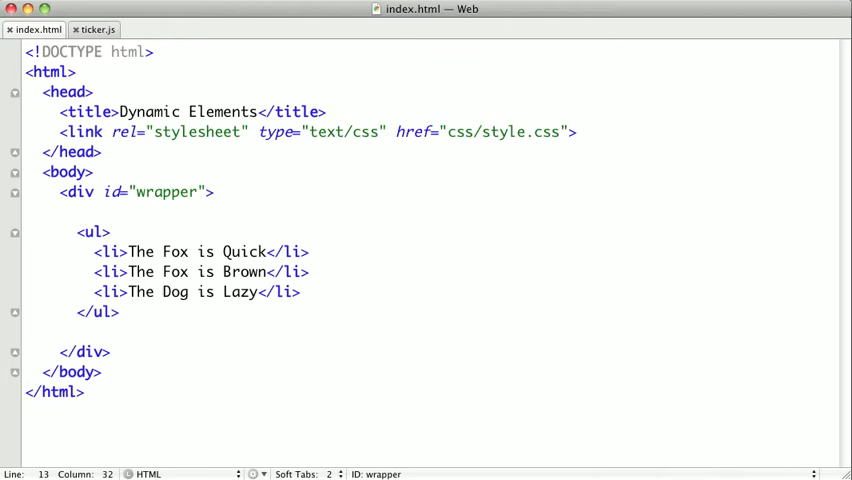 index.html — Web
index.html ticker.js
<!DOCTYPE html>
<html>
<head>
<title>Dynamic Elements</title>
<link rel="stylesheet" type="text/css" href="css/style.css">
</head>
<body>
<div id="wrapper">
<ul>
<li>The Fox is Quick</li>
<li>The Fox is Brown</li>
<li>The Dog is Lazy</li>
</ul>
</div>
</body>
</html>
Line: 13 Column: 32 HTML Soft Tabs: 2 ID: wrapper